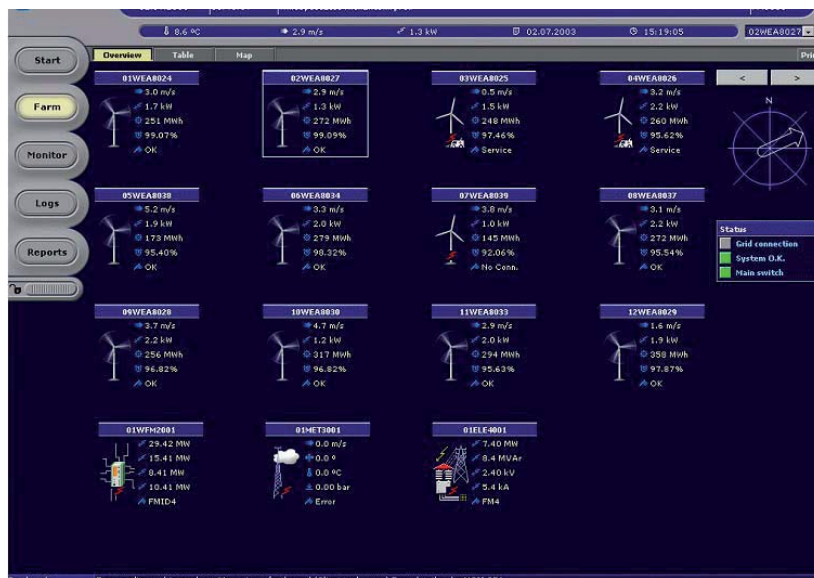 8.6 ºC 2.9 m/s 1.3 kW 02.07.2003 15:19:05 02WEA8027
Start
Overview Table Map
Farm
Monitor
Logs
Reports
01WEA8024
3.0 m/s
1.7 kW
251 MWh
99.07%
OK
02WEA8027
2.9 m/s
1.3 kW
272 MWh
99.09%
OK
03WEA8025
0.5 m/s
1.5 kW
248 MWh
97.46%
Service
04WEA8026
3.2 m/s
2.2 kW
260 MWh
95.62%
Service
< >
N
05WEA8038
5.2 m/s
1.9 kW
173 MWh
95.40%
OK
06WEA8034
3.3 m/s
2.0 kW
279 MWh
98.32%
OK
07WEA8039
3.8 m/s
1.0 kW
145 MWh
92.06%
No Conn.
08WEA8037
3.1 m/s
2.2 kW
272 MWh
95.54%
OK
Status
Grid connection
System O.K.
Main switch
09WEA8028
3.7 m/s
2.2 kW
256 MWh
96.82%
OK
10WEA8030
4.7 m/s
1.2 kW
317 MWh
96.82%
OK
11WEA8033
2.9 m/s
2.0 kW
294 MWh
95.63%
OK
12WEA8029
1.6 m/s
1.9 kW
358 MWh
97.87%
OK
01WFM2001
29.42 MW
15.41 MW
8.41 MW
10.41 MW
FMID4
01MET3001
0.0 m/s
0.0 º
0.0 ºC
0.00 bar
Error
01ELE4001
7.40 MW
8.4 MVAr
2.40 kV
5.4 kA
FM4